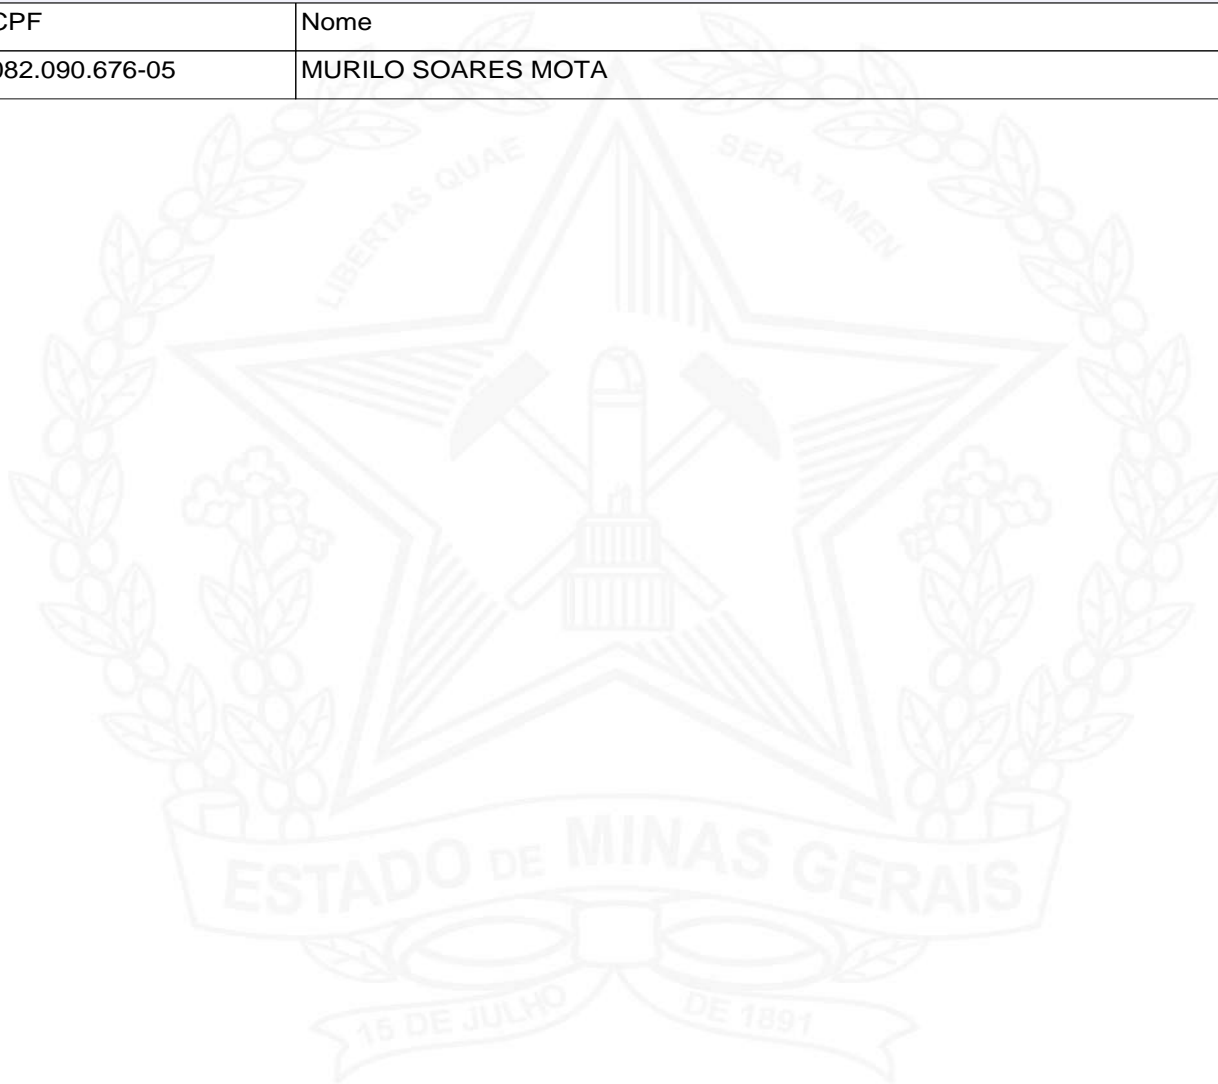 CPF Nome
082.090.676-05 MURILO SOARES MOTA
LIBERTAS QUAE SERA TAMEN
ESTADO DE MINAS GERAIS
15 DE JULHO DE 1891